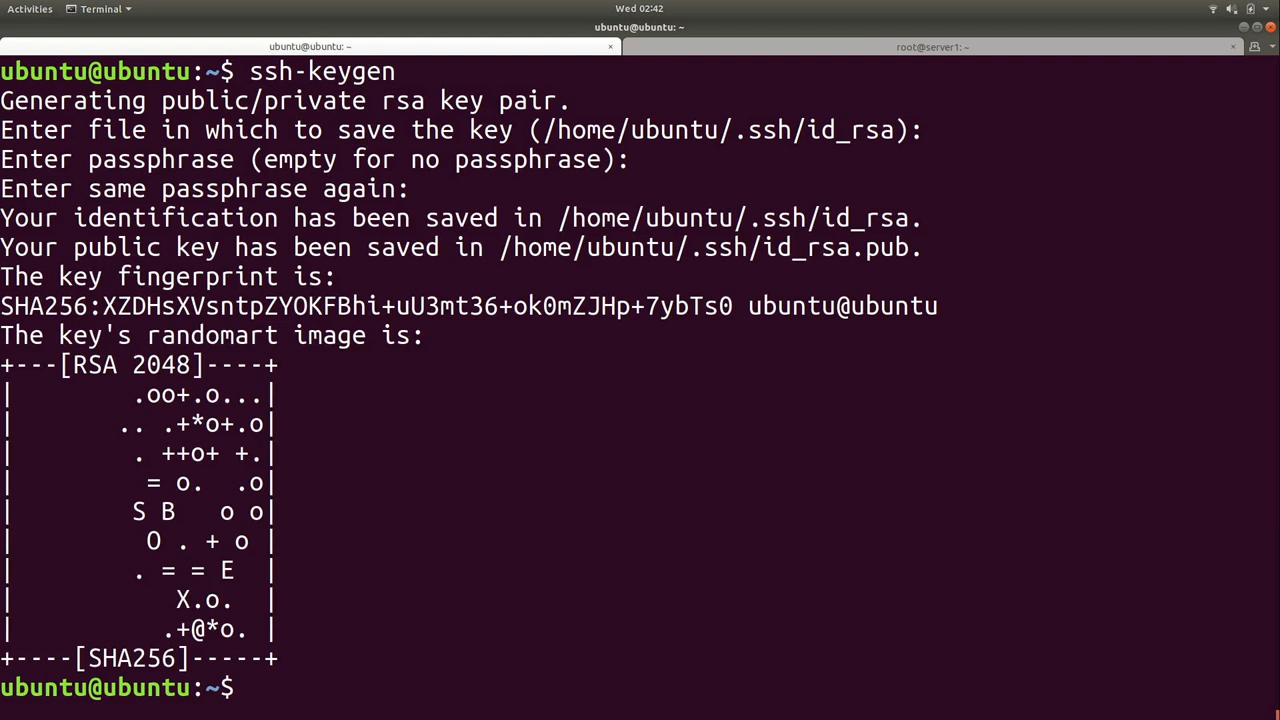 Activities Terminal Wed 02:42
ubuntu@ubuntu: ~
ubuntu@ubuntu: ~ × root@server1: ~ ×
ubuntu@ubuntu:~$ ssh-keygen
Generating public/private rsa key pair.
Enter file in which to save the key (/home/ubuntu/.ssh/id_rsa):
Enter passphrase (empty for no passphrase):
Enter same passphrase again:
Your identification has been saved in /home/ubuntu/.ssh/id_rsa.
Your public key has been saved in /home/ubuntu/.ssh/id_rsa.pub.
The key fingerprint is:
SHA256:XZDHsXVsntpZYOKFBhi+uU3mt36+ok0mZJHp+7ybTs0 ubuntu@ubuntu
The key's randomart image is:
+---[RSA 2048]----+
|        .oo+.o...|
|       .. .+*o+.o|
|        . ++o+ +.|
|         = o.  .o|
|        S B   o o|
|         O . + o |
|        . = = E  |
|           X.o.  |
|          .+@*o. |
+----[SHA256]-----+
ubuntu@ubuntu:~$